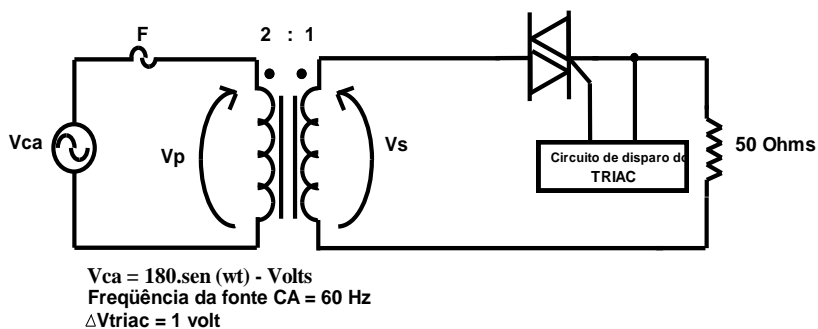 F
2 : 1
Vca
Vp
Vs
Circuito de disparo do
TRIAC
50 Ohms
Vca = 180.sen (wt) - Volts
Freqüência da fonte CA = 60 Hz
△Vtriac = 1 volt